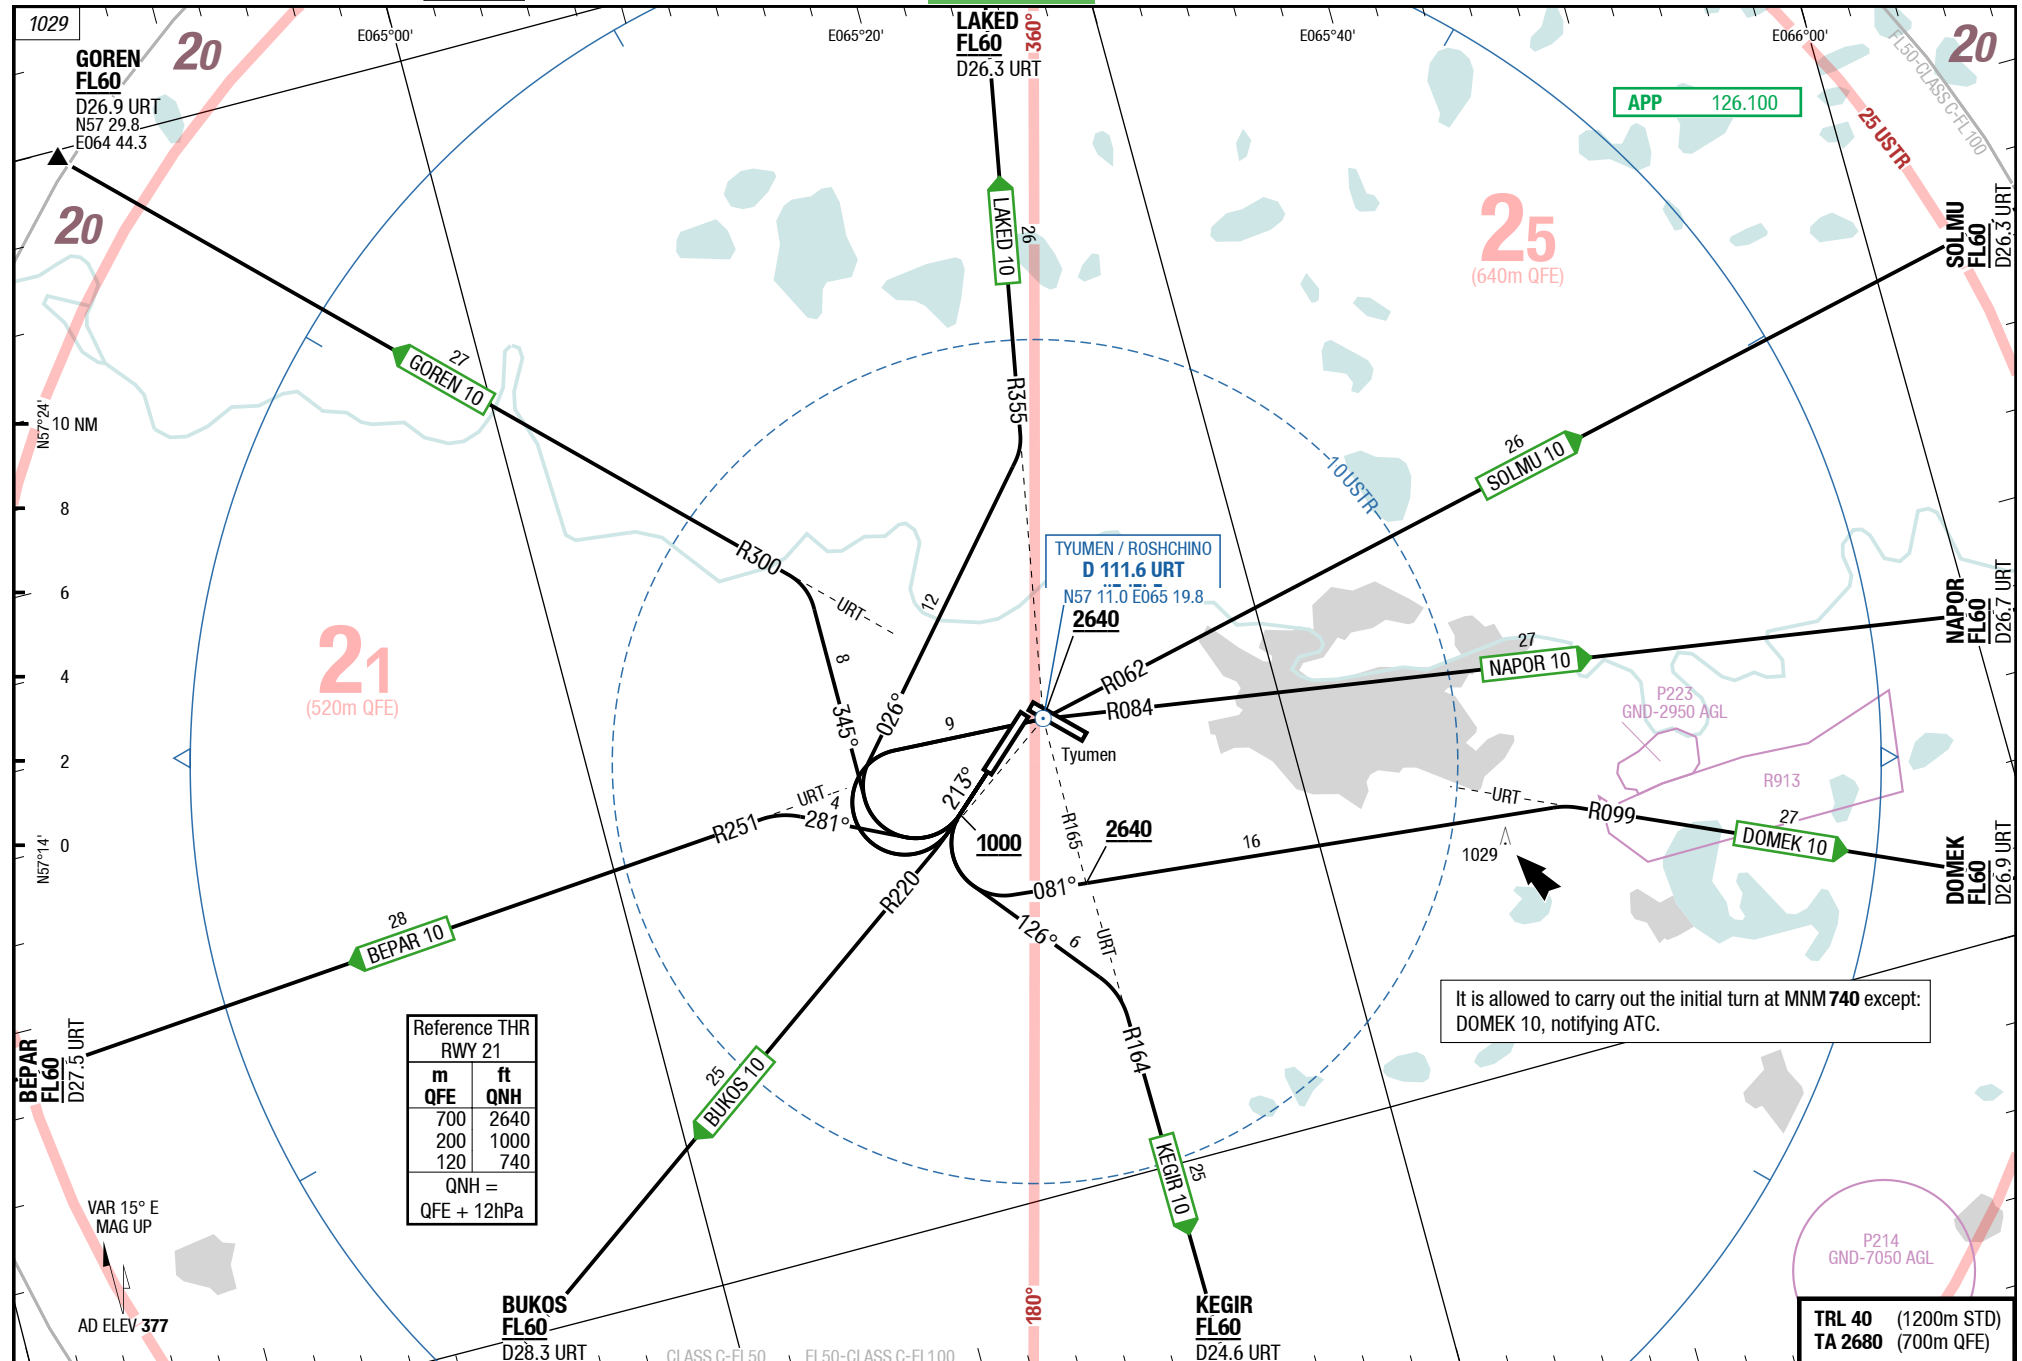 1029
GOREN
FL60
D26.9 URT
N57 29.8
E064 44.3
20
E065°00'
E065°20'
LAKED
FL60
D26.3 URT
360°
E065°40'
E066°00'
20
FL50-CLASS C-FL100
APP 126.100
25 USTR
20
25
(640m QFE)
SOLMU
FL60
D26.3 URT
LAKED 10
26
27
GOREN 10
R355
N57°24'
10 NM
8
6
4
2
0
N57°14'
26
SOLMU 10
10 USTR
R300
URT
12
8
TYUMEN / ROSHCHINO
D 111.6 URT
N57 11.0 E065 19.8
2640
21
(520m QFE)
345°
026°
9
R062
R084
27
NAPOR 10
NAPOR
FL60
D26.7 URT
P223
GND-2950 AGL
Tyumen
R913
213°
URT
4
281°
R251
R165
1000
2640
16
URT
R099
27
DOMEK 10
1029
DOMEK
FL60
D26.9 URT
081°
R220
126°
6
URT
28
BEPAR 10
It is allowed to carry out the initial turn at MNM 740 except:
DOMEK 10, notifying ATC.
BEPAR
FL60
D27.5 URT
Reference THR
RWY 21
m ft
QFE QNH
700 2640
200 1000
120 740
QNH =
QFE + 12hPa
25
BUKOS 10
R164
KEGIR 10
25
VAR 15° E
MAG UP
AD ELEV 377
P214
GND-7050 AGL
180°
BUKOS
FL60
D28.3 URT
KEGIR
FL60
D24.6 URT
CLASS C-FL50
FL50-CLASS C-FL100
TRL 40 (1200m STD)
TA 2680 (700m QFE)